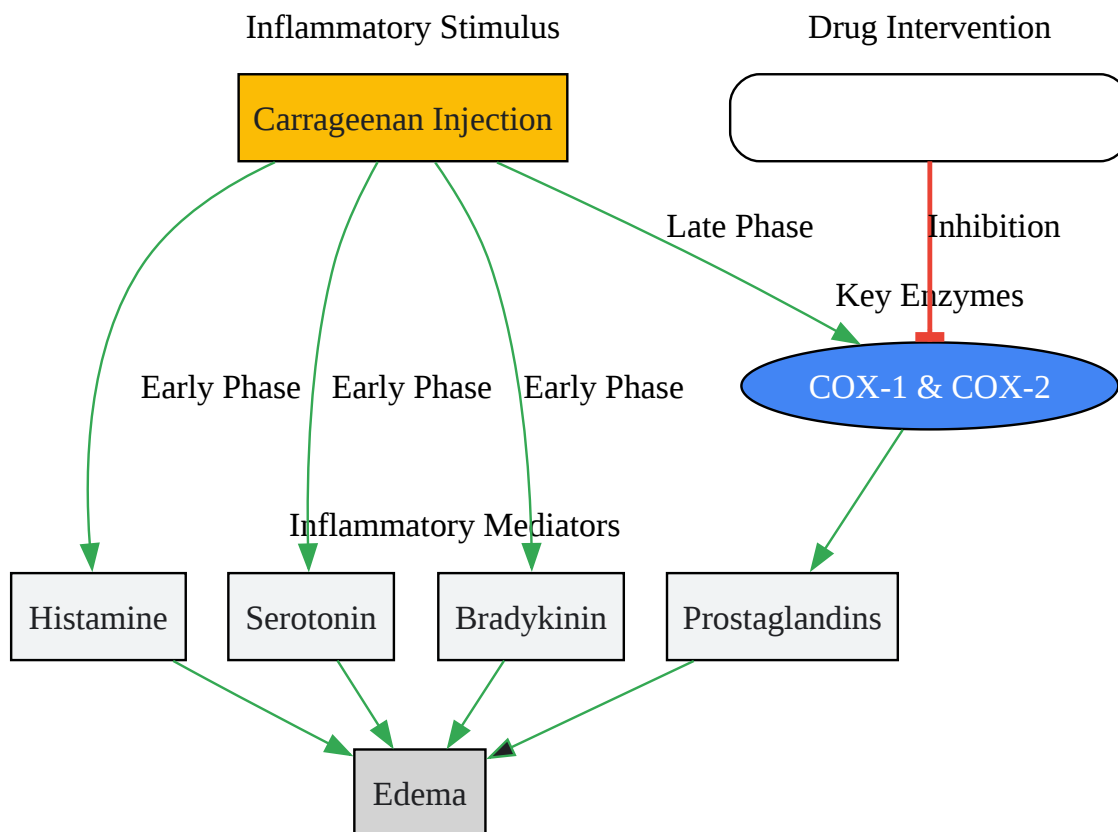 Inflammatory Stimulus
Drug Intervention
Carrageenan Injection
Late Phase
Inhibition
Key Enzymes
Early Phase
Early Phase
Early Phase
COX-1 & COX-2
Inflammatory Mediators
Histamine
Serotonin
Bradykinin
Prostaglandins
Edema